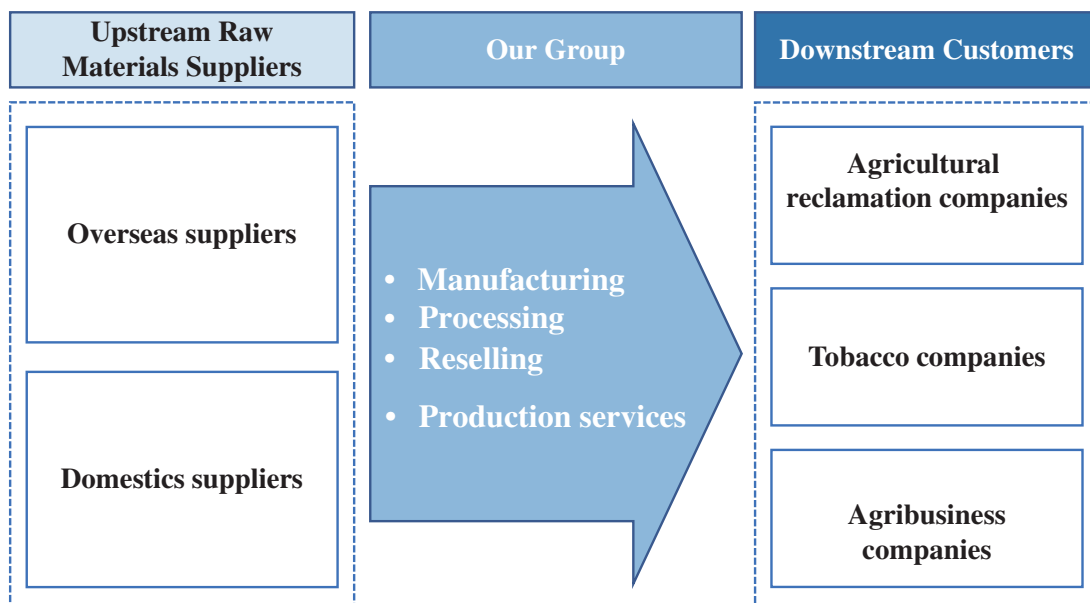 Upstream Raw
Materials Suppliers
Our Group
Downstream Customers
Overseas suppliers
Domestics suppliers
• Manufacturing
• Processing
• Reselling
• Production services
Agricultural
reclamation companies
Tobacco companies
Agribusiness
companies